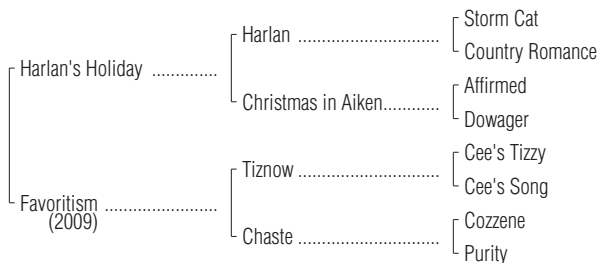 Harlan's Holiday .............
Harlan ............................
Storm Cat
Country Romance
Christmas in Aiken...........
Affirmed
Dowager
Favoritism ......................
(2009)
Tiznow ............................
Cee's Tizzy
Cee's Song
Chaste ............................
Cozzene
Purity